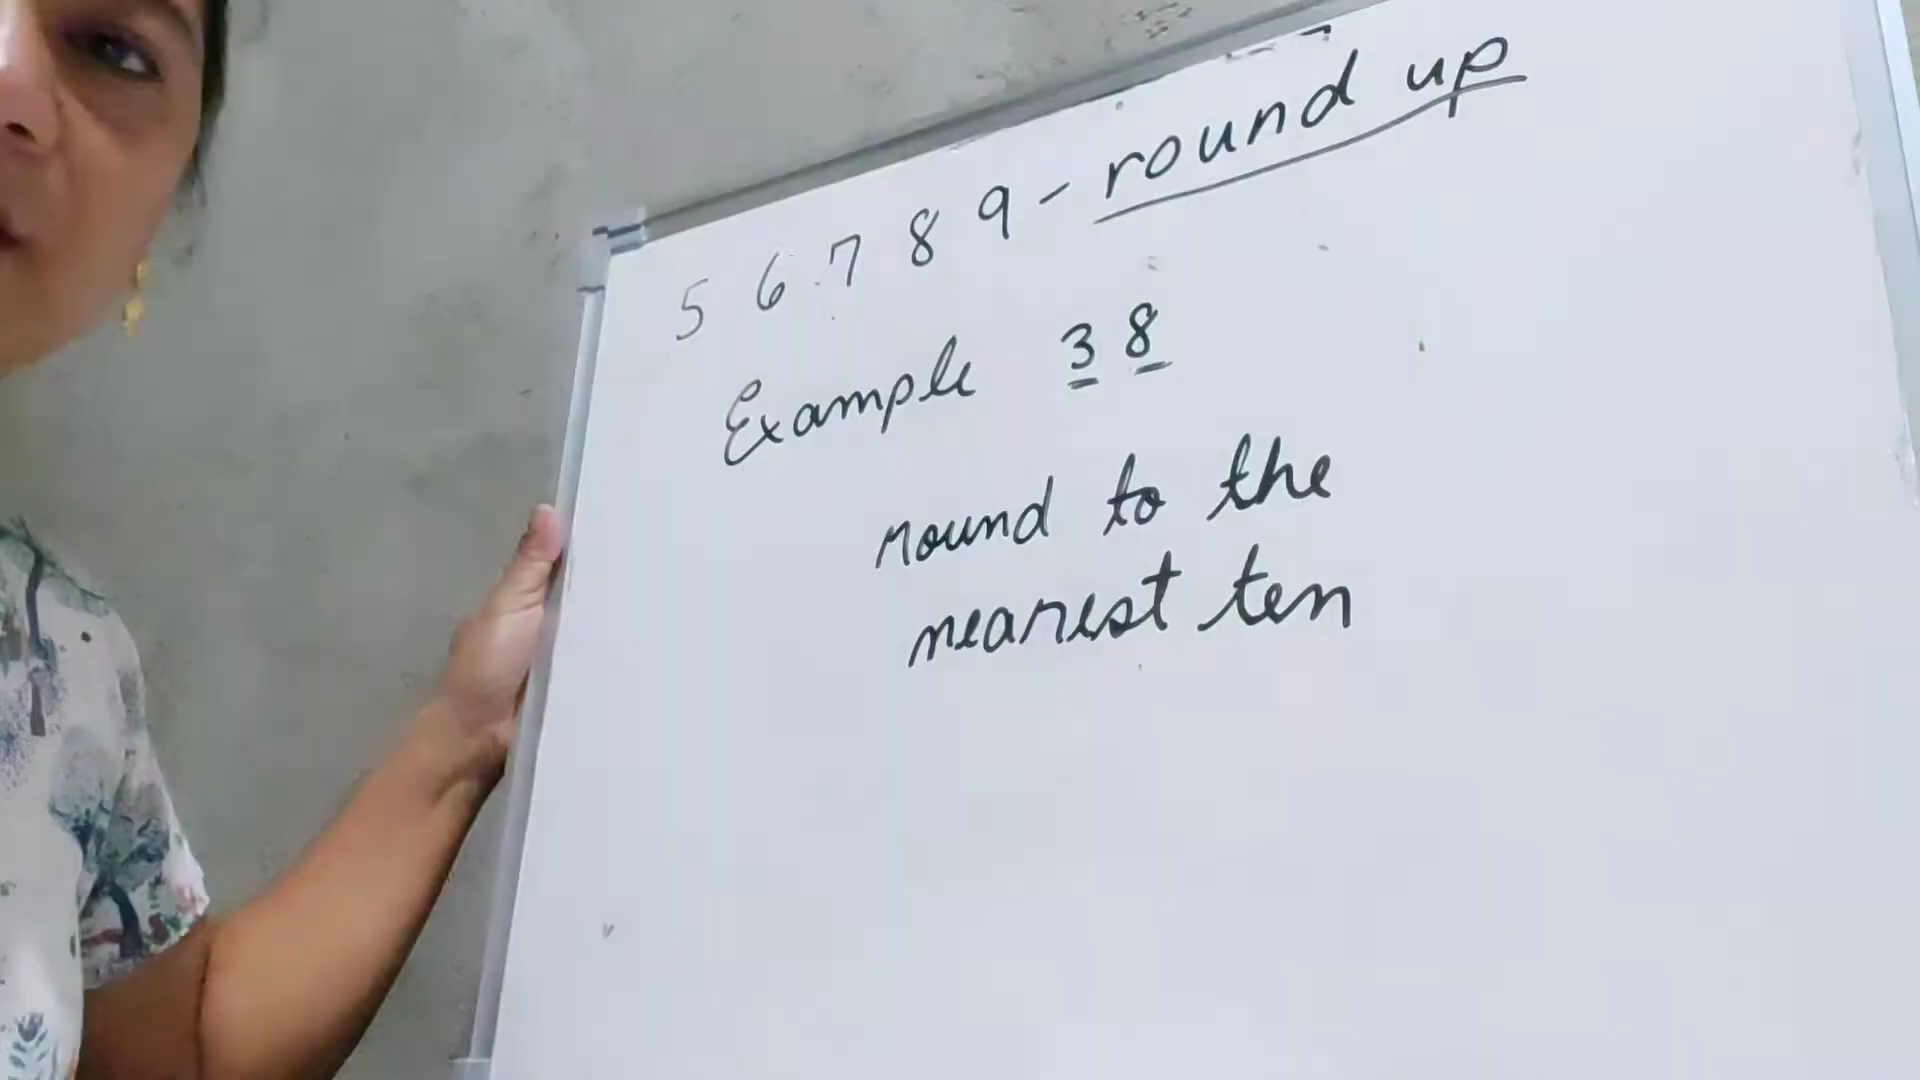 5 6 7 8 9 - round up
Example 38
round to the
nearest ten